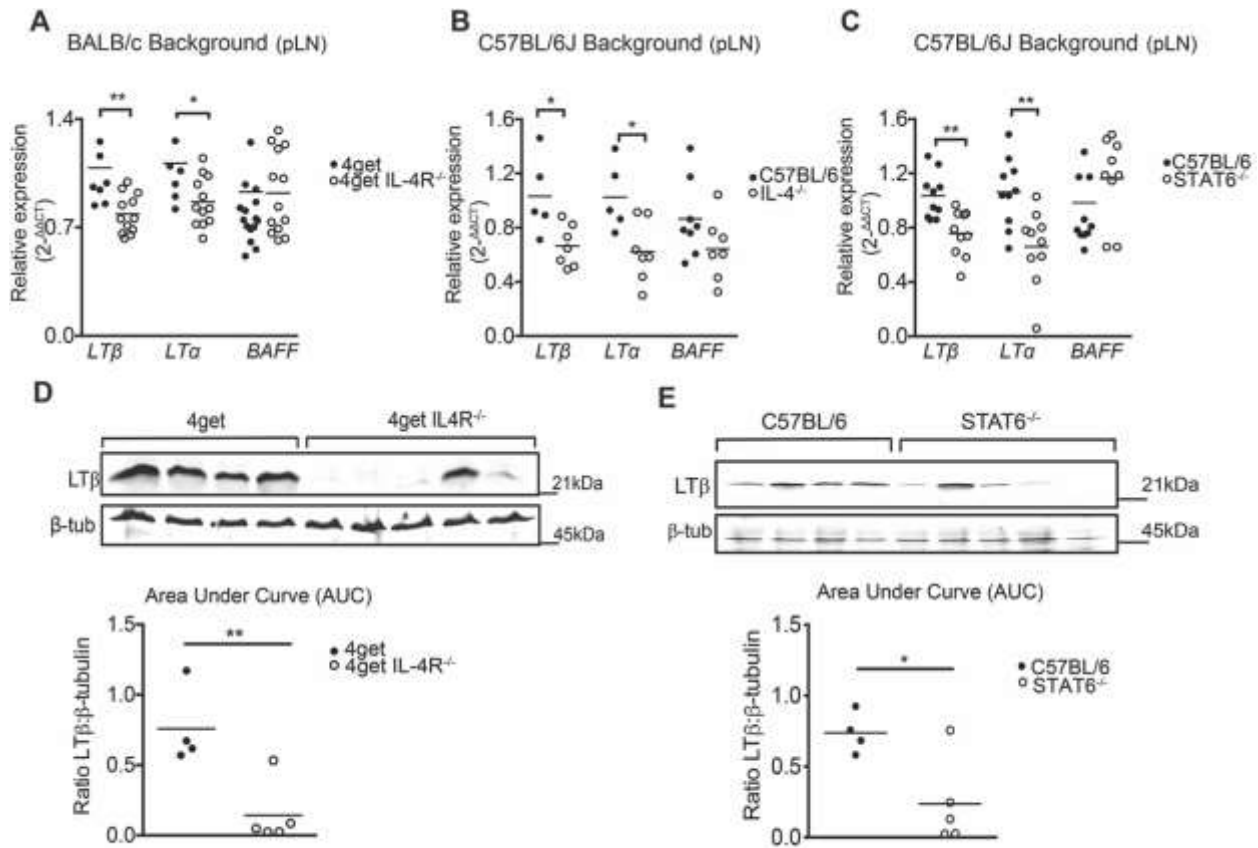 A
BALB/c Background (pLN)
Relative expression
(2-ΔΔCT)
1.4
0.7
0.0
** *
LTβ LTα BAFF
4get
4get IL-4R-/-
B
C57BL/6J Background (pLN)
Relative expression
(2-ΔΔCT)
1.6
1.2
0.8
0.4
0.0
* *
LTβ LTα BAFF
C57BL/6
IL-4-/-
C
C57BL/6J Background (pLN)
Relative expression
(2-ΔΔCT)
1.6
1.2
0.8
0.4
0.0
** **
LTβ LTα BAFF
C57BL/6
STAT6-/-
D
4get 4get IL4R-/-
LTβ 21kDa
β-tub 45kDa
Area Under Curve (AUC)
Ratio LTβ:β-tubulin
1.5
1.0
0.5
0.0
**
4get
4get IL-4R-/-
E
C57BL/6 STAT6-/-
LTβ 21kDa
β-tub 45kDa
Area Under Curve (AUC)
Ratio LTβ:β-tubulin
1.5
1.0
0.5
0.0
*
C57BL/6
STAT6-/-